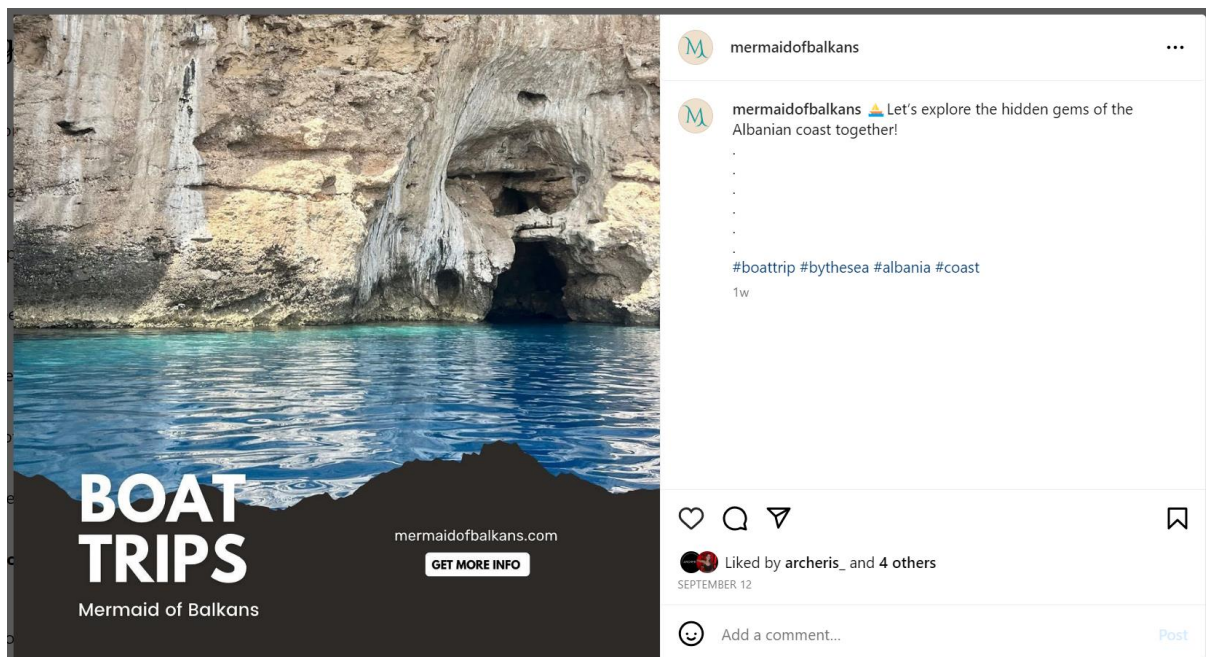 BOAT
TRIPS
Mermaid of Balkans
mermaidofbalkans.com
GET MORE INFO
M
mermaidofbalkans
M
mermaidofbalkans ⛵Let's explore the hidden gems of the
Albanian coast together!
.
.
.
.
.
.
#boattrip #bythesea #albania #coast
1w
Liked by archeris_ and 4 others
SEPTEMBER 12
Add a comment...
Post